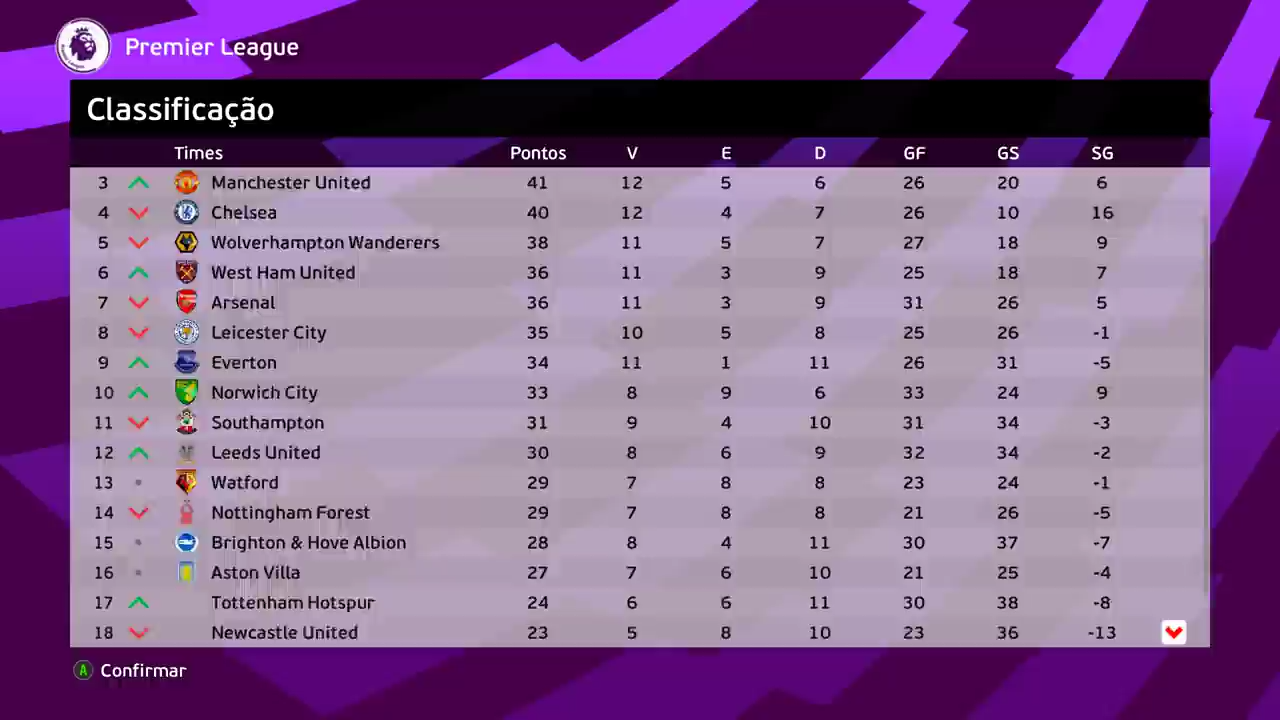 Premier League
Classificação
Times Pontos V E D GF GS SG
3 Manchester United 41 12 5 6 26 20 6
4 Chelsea 40 12 4 7 26 10 16
5 Wolverhampton Wanderers 38 11 5 7 27 18 9
6 West Ham United 36 11 3 9 25 18 7
7 Arsenal 36 11 3 9 31 26 5
8 Leicester City 35 10 5 8 25 26 -1
9 Everton 34 11 1 11 26 31 -5
10 Norwich City 33 8 9 6 33 24 9
11 Southampton 31 9 4 10 31 34 -3
12 Leeds United 30 8 6 9 32 34 -2
13 Watford 29 7 8 8 23 24 -1
14 Nottingham Forest 29 7 8 8 21 26 -5
15 Brighton & Hove Albion 28 8 4 11 30 37 -7
16 Aston Villa 27 7 6 10 21 25 -4
17 Tottenham Hotspur 24 6 6 11 30 38 -8
18 Newcastle United 23 5 8 10 23 36 -13
A Confirmar